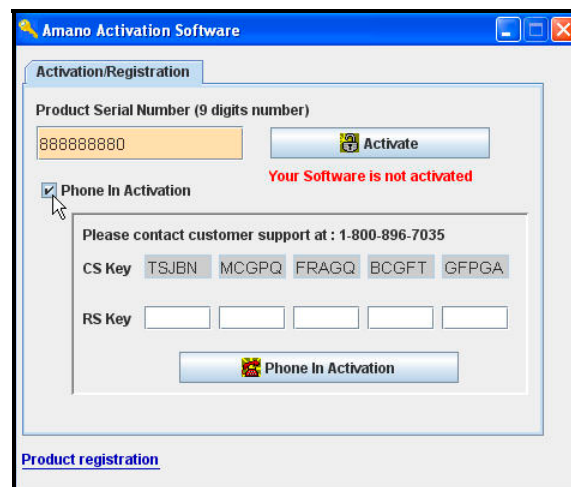 Amano Activation Software
Activation/Registration
Product Serial Number (9 digits number)
888888880 Activate
Your Software is not activated
Phone In Activation
Please contact customer support at : 1-800-896-7035
CS Key TSJBN MCGPQ FRAGQ BCGFT GFPGA
RS Key
Phone In Activation
Product registration